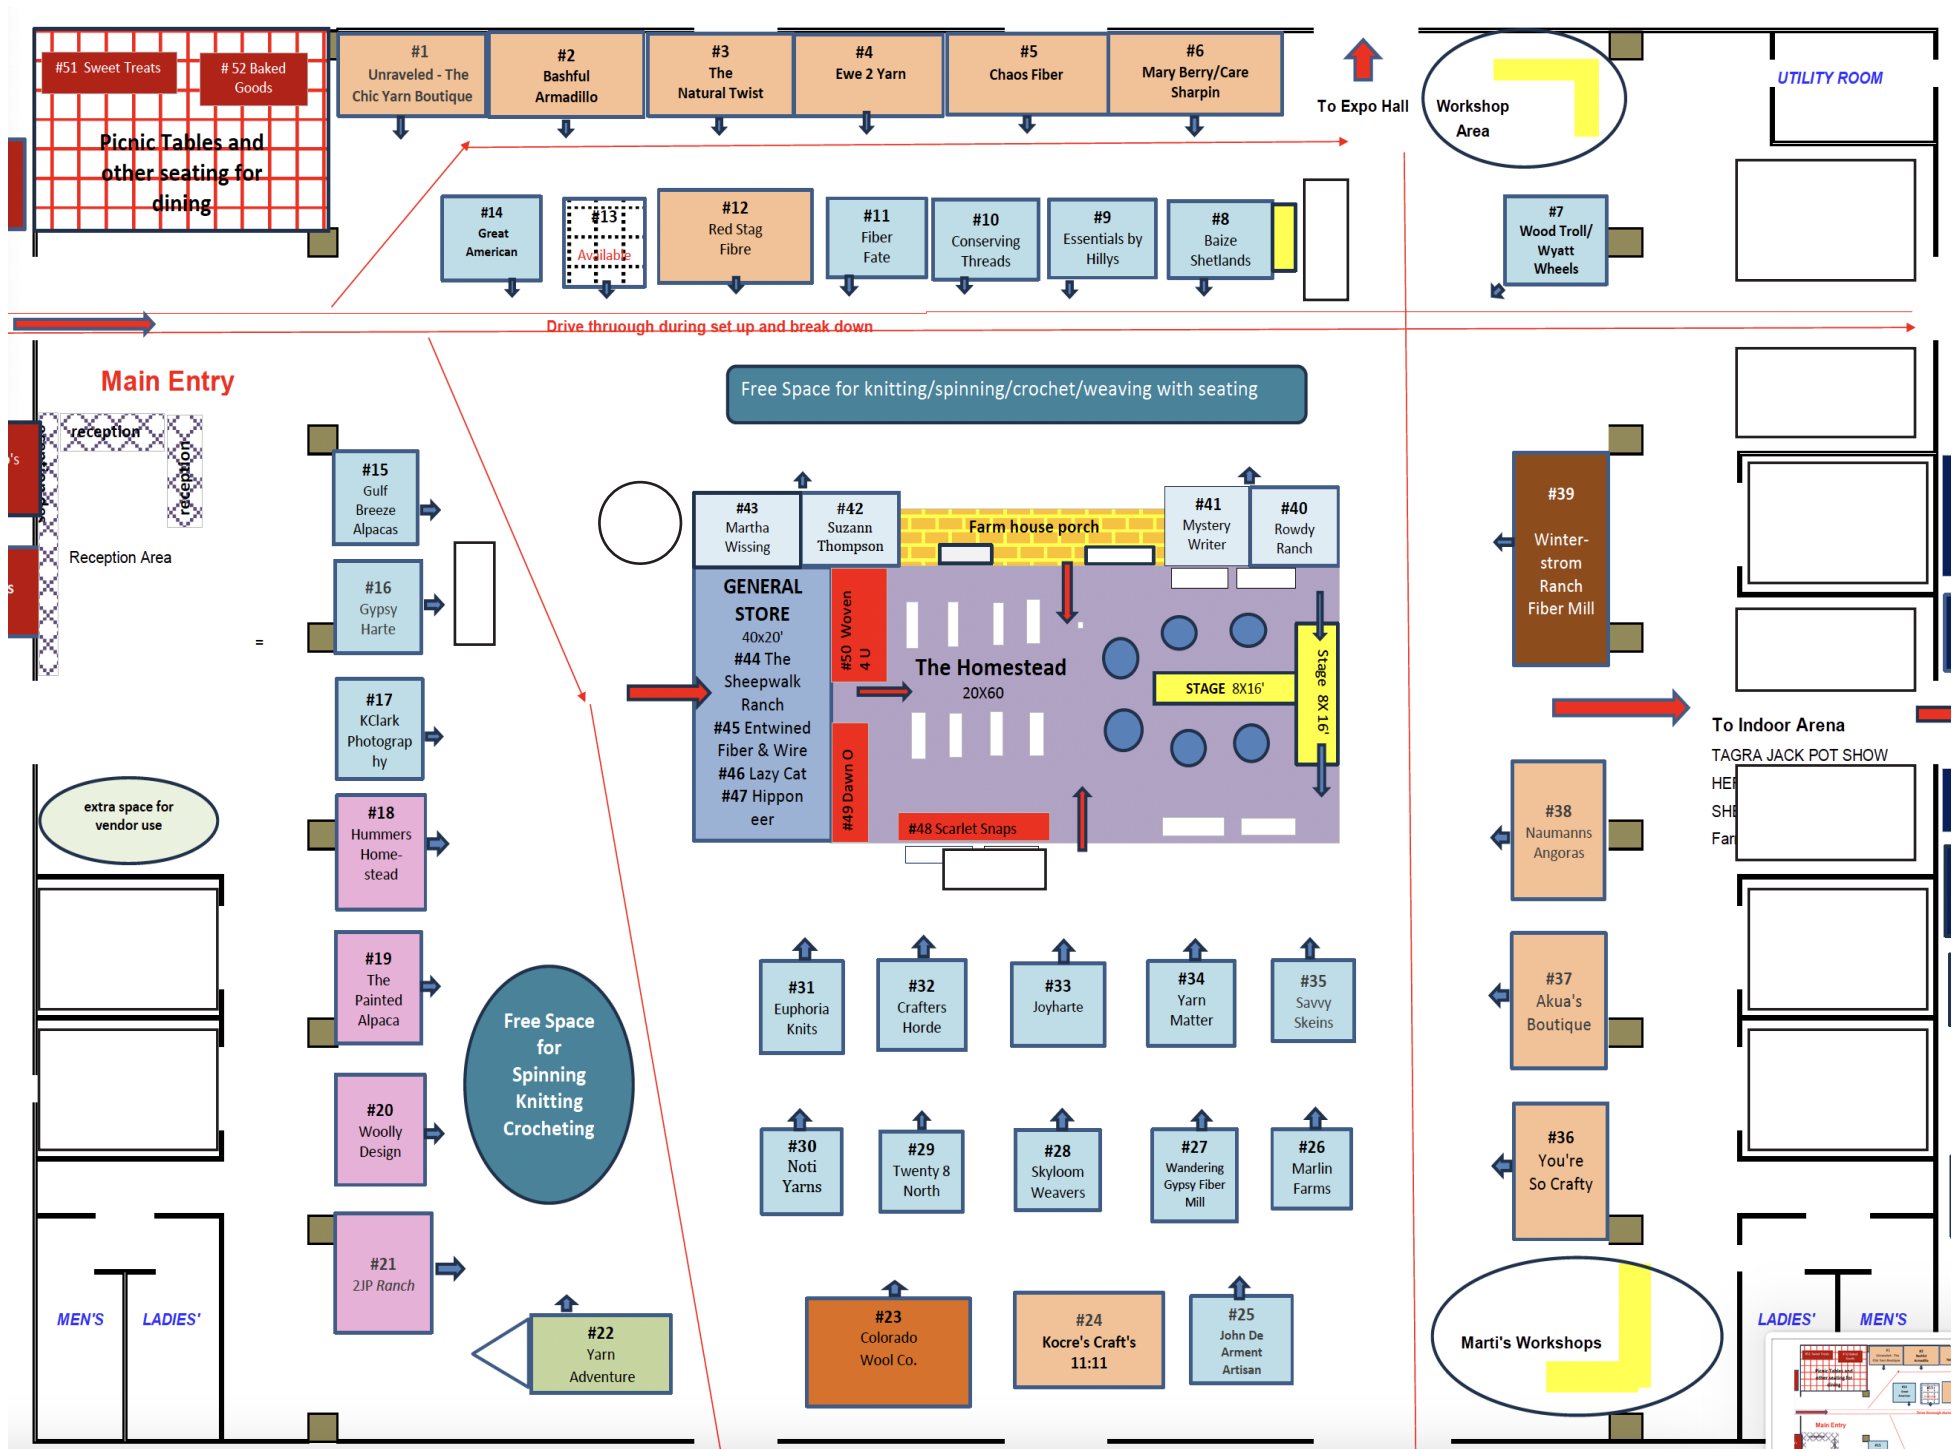 #51 Sweet Treats
# 52 Baked
Goods
Picnic Tables and
other seating for
dining
#1
Unraveled - The
Chic Yarn Boutique
#2
Bashful
Armadillo
#3
The
Natural Twist
#4
Ewe 2 Yarn
#5
Chaos Fiber
#6
Mary Berry/Care
Sharpin
To Expo Hall
Workshop
Area
UTILITY ROOM
#14
Great
American
#13
Available
#12
Red Stag
Fibre
#11
Fiber
Fate
#10
Conserving
Threads
#9
Essentials by
Hillys
#8
Baize
Shetlands
#7
Wood Troll/
Wyatt
Wheels
Drive thruough during set up and break down
Main Entry
Free Space for knitting/spinning/crochet/weaving with seating
reception
reception
Reception Area
=
's
s
#15
Gulf
Breeze
Alpacas
#16
Gypsy
Harte
#17
KClark
Photograp
hy
#18
Hummers
Home-
stead
#19
The
Painted
Alpaca
#20
Woolly
Design
#21
2JP Ranch
extra space for
vendor use
#43
Martha
Wissing
#42
Suzann
Thompson
Farm house porch
#41
Mystery
Writer
#40
Rowdy
Ranch
GENERAL
STORE
40x20'
#44 The
Sheepwalk
Ranch
#45 Entwined
Fiber & Wire
#46 Lazy Cat
#47 Hippon
eer
#50 Woven
4 U
#49 Dawn O
#48 Scarlet Snaps
The Homestead
20X60
STAGE 8X16'
Stage 8X 16'
#39
Winter-
strom
Ranch
Fiber Mill
To Indoor Arena
TAGRA JACK POT SHOW
HE
SH
Far
#38
Naumanns
Angoras
#37
Akua's
Boutique
#36
You're
So Crafty
Free Space
for
Spinning
Knitting
Crocheting
#31
Euphoria
Knits
#32
Crafters
Horde
#33
Joyharte
#34
Yarn
Matter
#35
Savvy
Skeins
#30
Noti
Yarns
#29
Twenty 8
North
#28
Skyloom
Weavers
#27
Wandering
Gypsy Fiber
Mill
#26
Marlin
Farms
#22
Yarn
Adventure
#23
Colorado
Wool Co.
#24
Kocre's Craft's
11:11
#25
John De
Arment
Artisan
Marti's Workshops
MEN'S
LADIES'
LADIES'
MEN'S
Main Entry